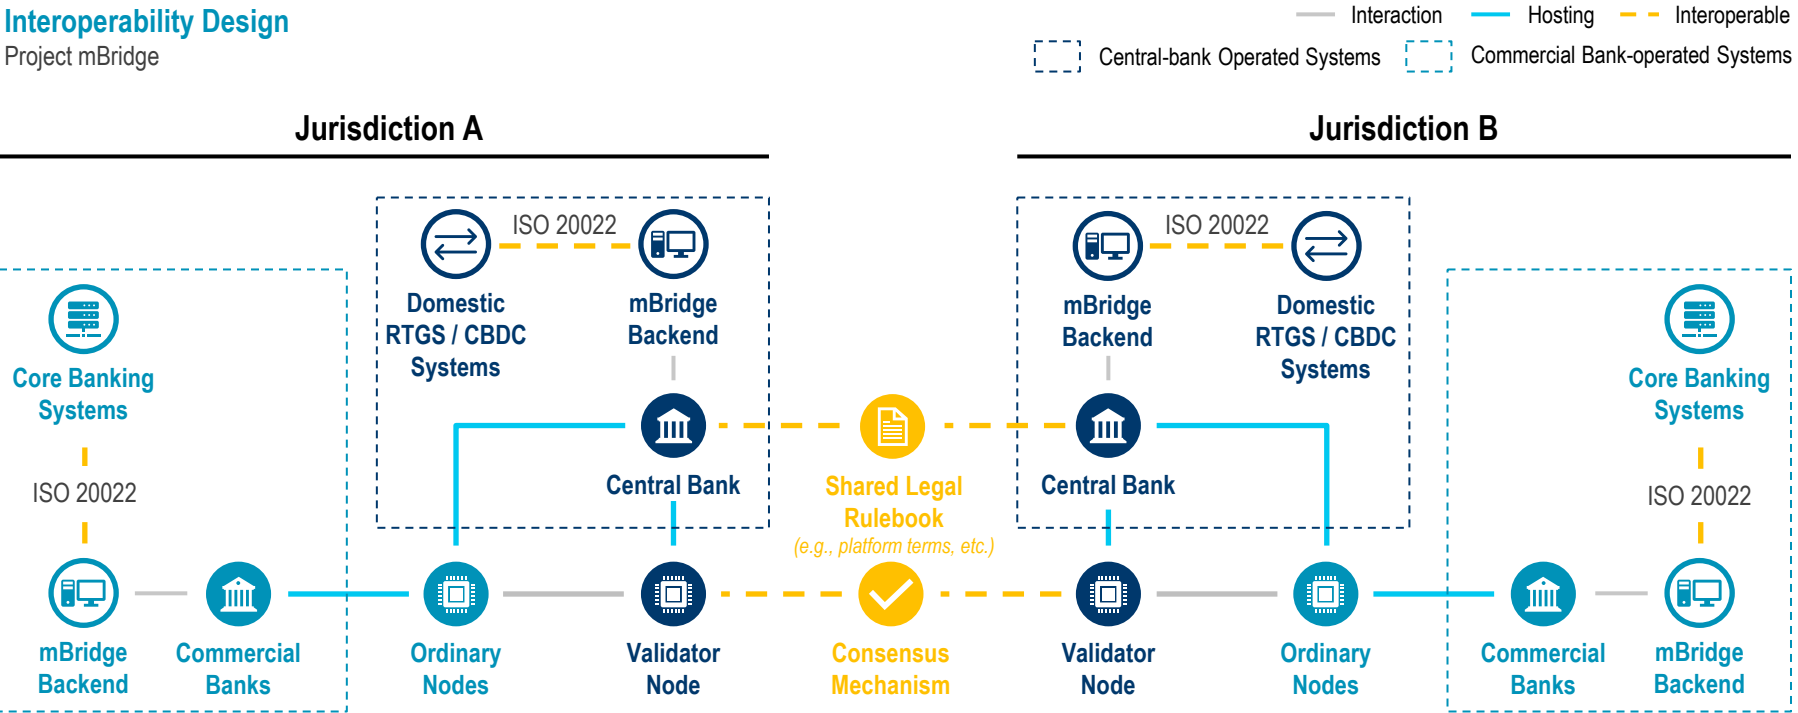 Interoperability Design
Project mBridge
Interaction
Hosting
Interoperable
Central-bank Operated Systems
Commercial Bank-operated Systems
Jurisdiction A
Jurisdiction B
ISO 20022
Domestic
RTGS / CBDC
Systems
mBridge
Backend
ISO 20022
mBridge
Backend
Domestic
RTGS / CBDC
Systems
Core Banking
Systems
Core Banking
Systems
Central Bank
Shared Legal
Rulebook
(e.g., platform terms, etc.)
Central Bank
ISO 20022
ISO 20022
mBridge
Backend
Commercial
Banks
Ordinary
Nodes
Validator
Node
Consensus
Mechanism
Validator
Node
Ordinary
Nodes
Commercial
Banks
mBridge
Backend